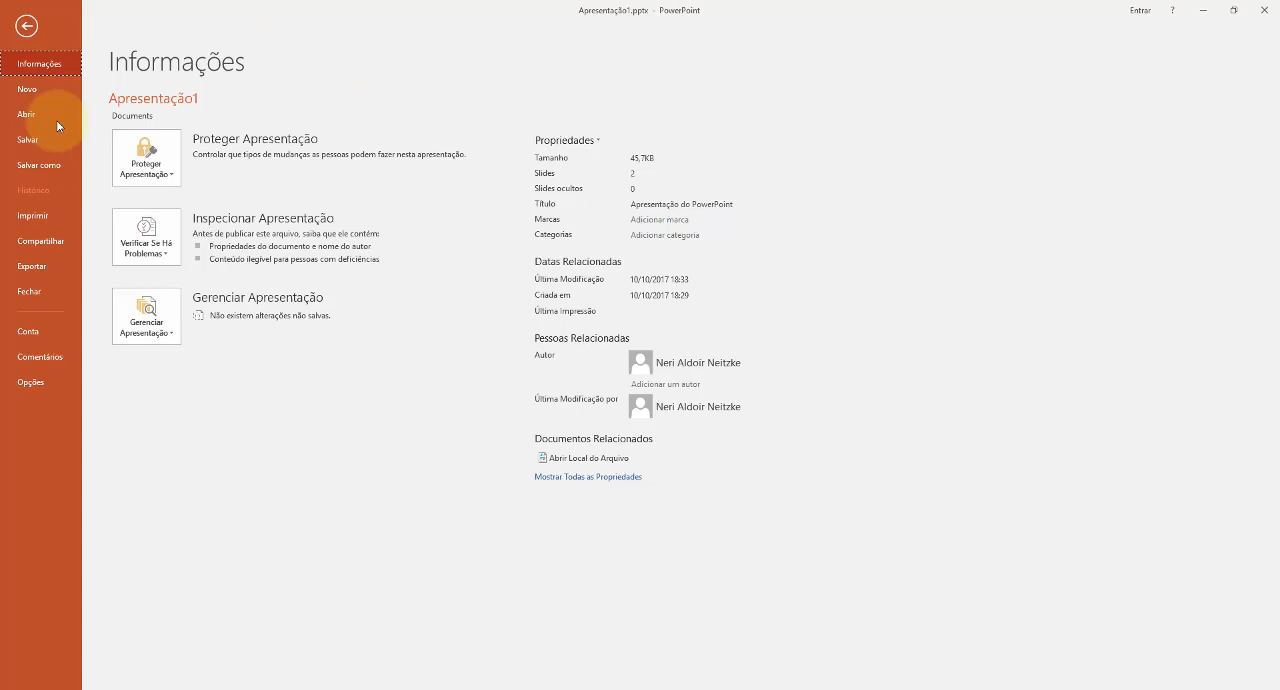 Apresentação1.pptx - PowerPoint
Entrar
?
Informações
Novo
Abrir
Salvar
Salvar como
Histórico
Imprimir
Compartilhar
Exportar
Fechar
Conta
Comentários
Opções
Informações
Apresentação1
Documents
Proteger Apresentação
Proteger Apresentação
Controlar que tipos de mudanças as pessoas podem fazer nesta apresentação.
Verificar Se Há Problemas
Inspecionar Apresentação
Antes de publicar este arquivo, saiba que ele contém:
Propriedades do documento e nome do autor
Conteúdo ilegível para pessoas com deficiências
Gerenciar Apresentação
Gerenciar Apresentação
Não existem alterações não salvas.
Propriedades
Tamanho 45,7KB
Slides 2
Slides ocultos 0
Título Apresentação do PowerPoint
Marcas Adicionar marca
Categorias Adicionar categoria
Datas Relacionadas
Última Modificação 10/10/2017 18:33
Criada em 10/10/2017 18:29
Última Impressão
Pessoas Relacionadas
Autor Neri Aldoir Neitzke
Adicionar um autor
Última Modificação por Neri Aldoir Neitzke
Documentos Relacionados
Abrir Local do Arquivo
Mostrar Todas as Propriedades